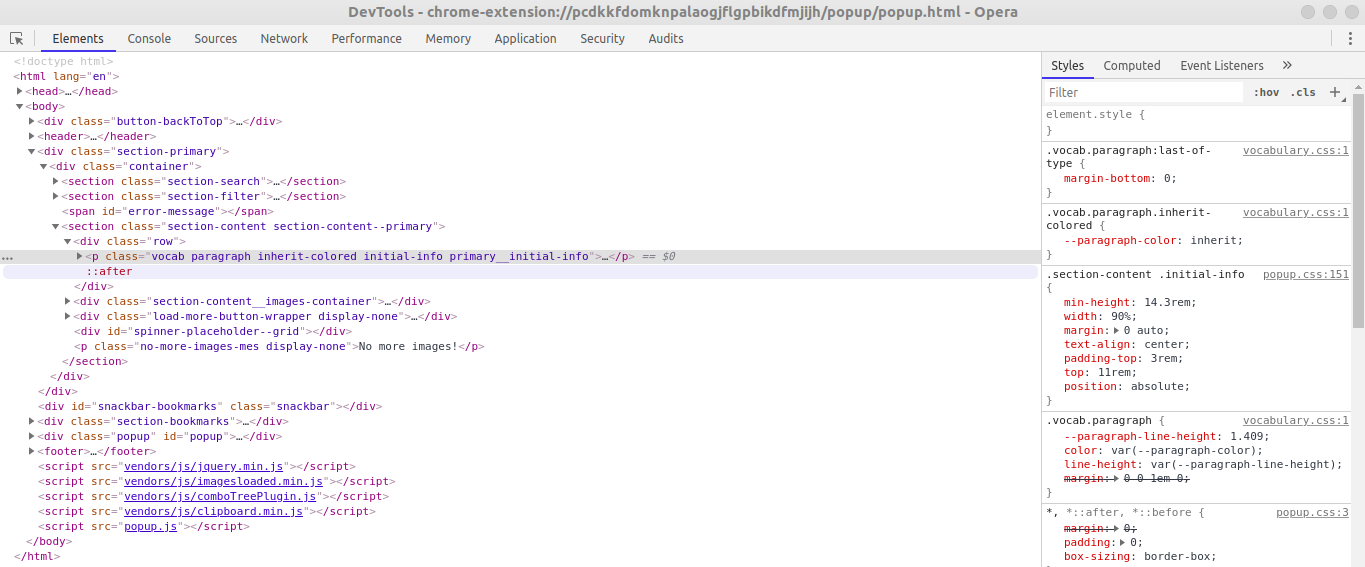 DevTools - chrome-extension://pcdkkfdomknpalaogjflgpbikdfmjijh/popup/popup.html - Opera
Elements Console Sources Network Performance Memory Application Security Audits
<!doctype html>
<html lang="en">
<head>…</head>
<body>
<div class="button-backToTop">…</div>
<header>…</header>
<div class="section-primary">
<div class="container">
<section class="section-search">…</section>
<section class="section-filter">…</section>
<span id="error-message"></span>
<section class="section-content section-content--primary">
<div class="row">
… <p class="vocab paragraph inherit-colored initial-info primary__initial-info">…</p> == $0
::after
</div>
<div class="section-content__images-container">…</div>
<div class="load-more-button-wrapper display-none">…</div>
<div id="spinner-placeholder--grid"></div>
<p class="no-more-images-mes display-none">No more images!</p>
</section>
</div>
</div>
<div id="snackbar-bookmarks" class="snackbar"></div>
<div class="section-bookmarks">…</div>
<div class="popup" id="popup">…</div>
<footer>…</footer>
<script src="vendors/js/jquery.min.js"></script>
<script src="vendors/js/imagesloaded.min.js"></script>
<script src="vendors/js/comboTreePlugin.js"></script>
<script src="vendors/js/clipboard.min.js"></script>
<script src="popup.js"></script>
</body>
</html>
Styles Computed Event Listeners »
Filter :hov .cls +
element.style {
}
.vocab.paragraph:last-of- vocabulary.css:1
type {
margin-bottom: 0;
}
.vocab.paragraph.inherit- vocabulary.css:1
colored {
--paragraph-color: inherit;
}
.section-content .initial-info popup.css:151
{
min-height: 14.3rem;
width: 90%;
margin: 0 auto;
text-align: center;
padding-top: 3rem;
top: 11rem;
position: absolute;
}
.vocab.paragraph { vocabulary.css:1
--paragraph-line-height: 1.409;
color: var(--paragraph-color);
line-height: var(--paragraph-line-height);
margin: 0 0 1em 0;
}
*, *::after, *::before { popup.css:3
margin: 0;
padding: 0;
box-sizing: border-box;